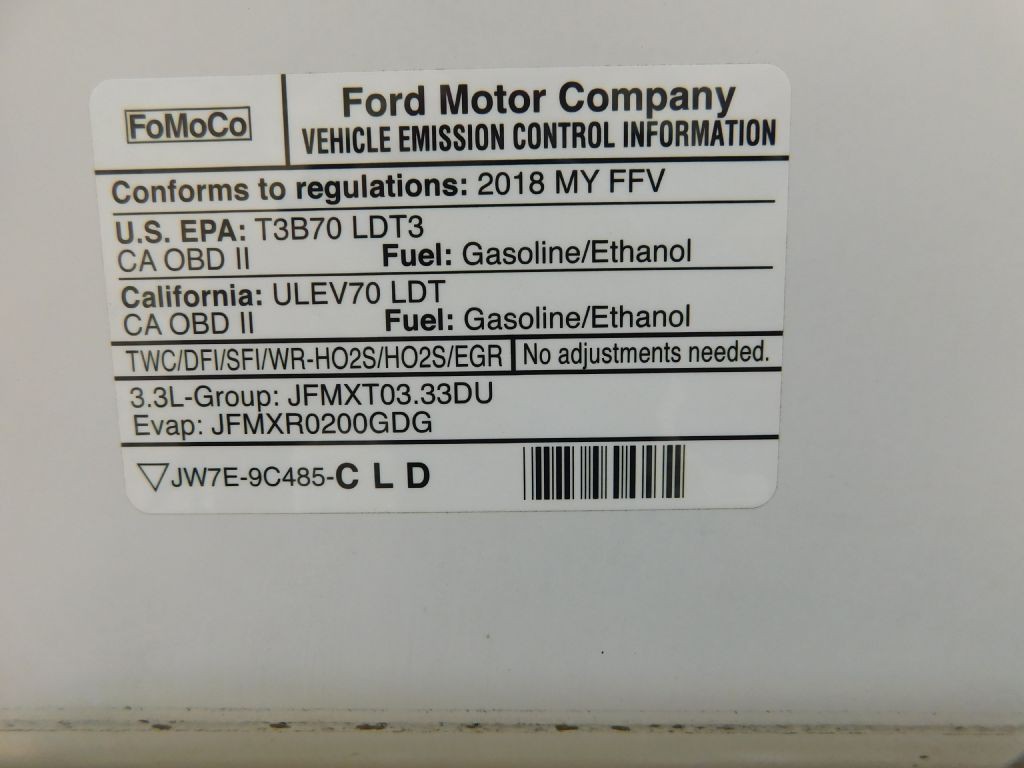 FoMoCo
Ford Motor Company
VEHICLE EMISSION CONTROL INFORMATION
Conforms to regulations: 2018 MY FFV
U.S. EPA: T3B70 LDT3
CA OBD II Fuel: Gasoline/Ethanol
California: ULEV70 LDT
CA OBD II Fuel: Gasoline/Ethanol
TWC/DFI/SFI/WR-HO2S/HO2S/EGR No adjustments needed.
3.3L-Group: JFMXT03.33DU
Evap: JFMXR0200GDG
JW7E-9C485-C L D